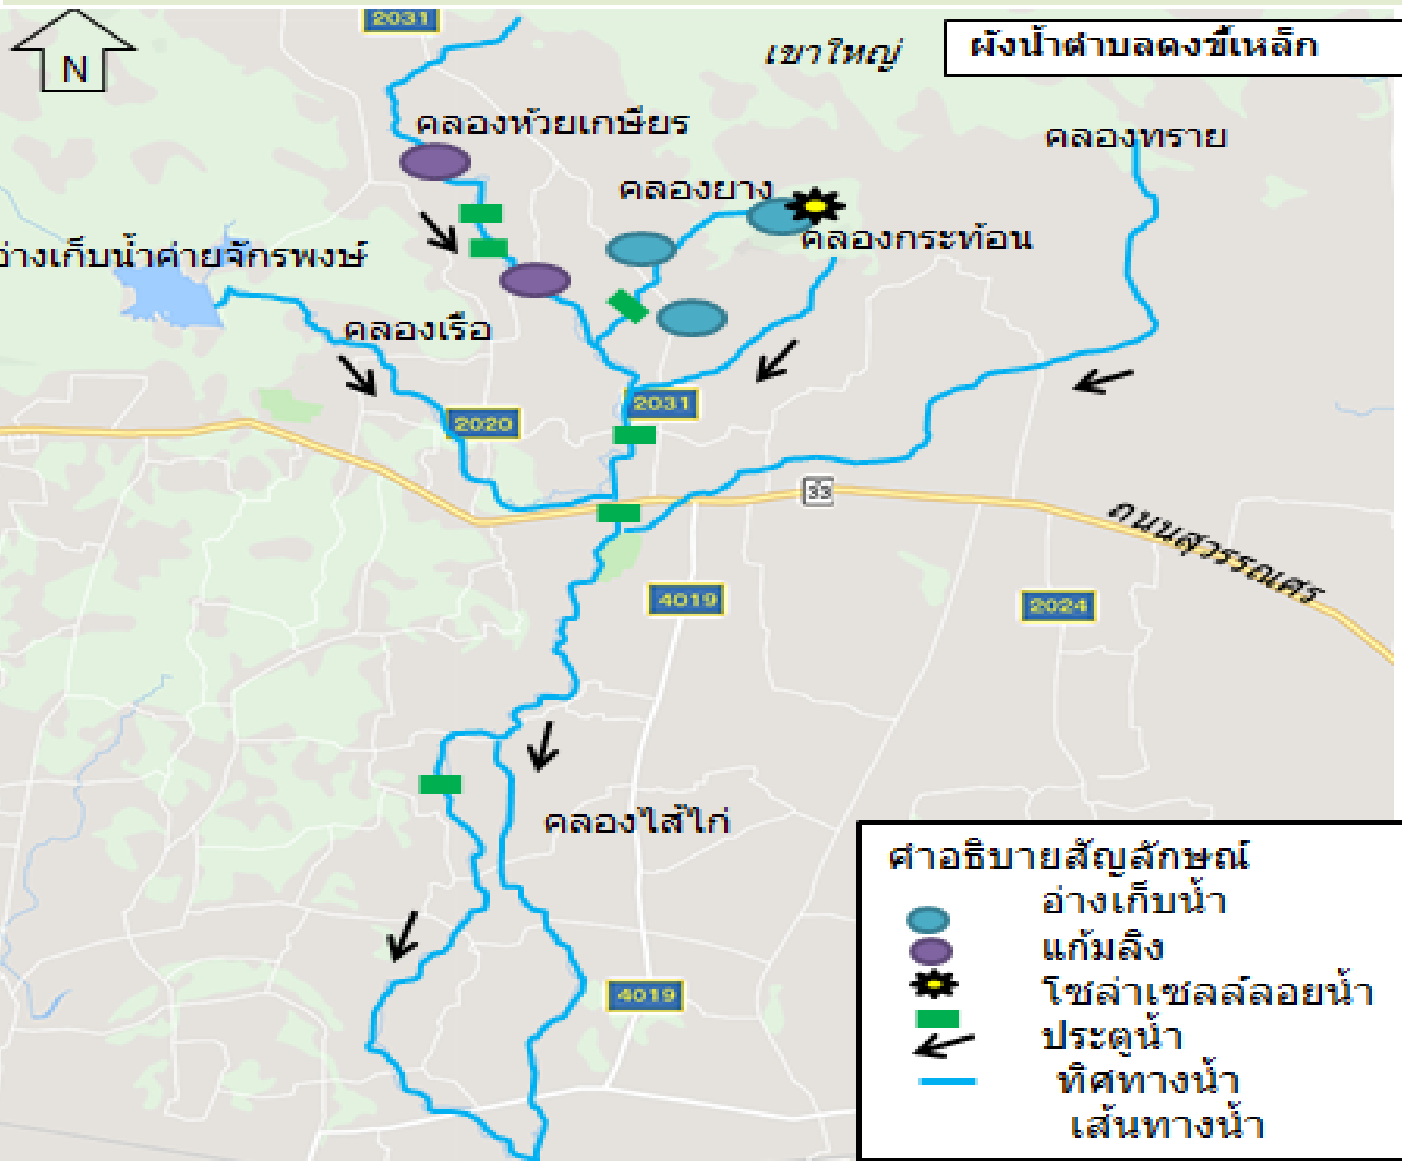 2031
N
เขาใหญ่
ผังน้ำตำบลดงขี้เหล็ก
คลองห้วยเกษียร
คลองทราย
คลองยาง
คลองกระท้อน
อ่างเก็บน้ำค่ายจักรพงษ์
คลองเรือ
2031
2020
33
ถนนสุวรรณศร
4019
2024
คลองไส้ไก่
4019
คำอธิบายสัญลักษณ์
อ่างเก็บน้ำ
แก้มลิง
โซล่าเซลล์ลอยน้ำ
ประตูน้ำ
ทิศทางน้ำ
เส้นทางน้ำ